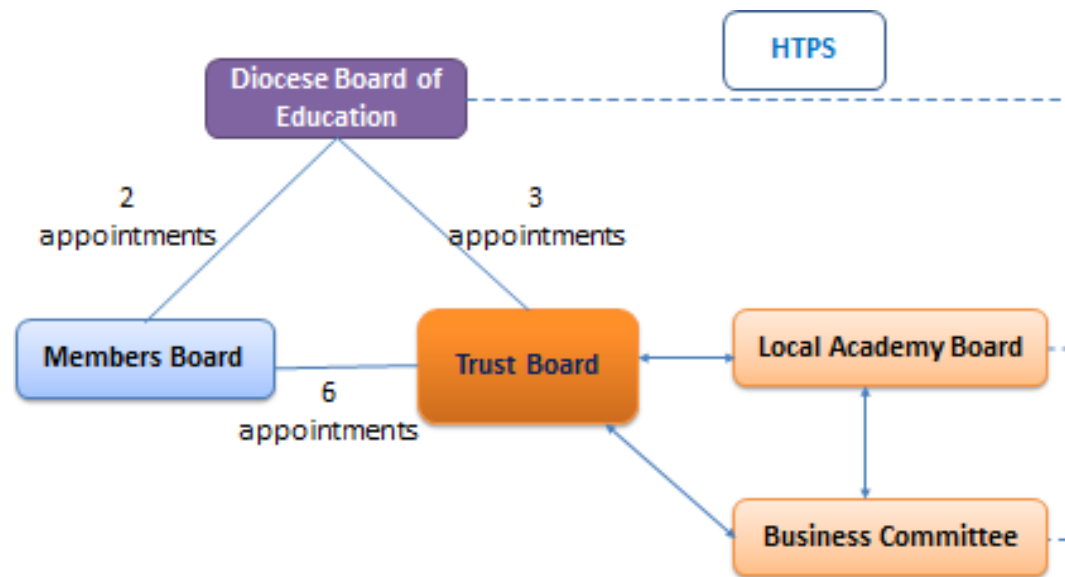 HTPS
Diocese Board of
Education
2
appointments
3
appointments
Members Board
Trust Board
Local Academy Board
6
appointments
Business Committee